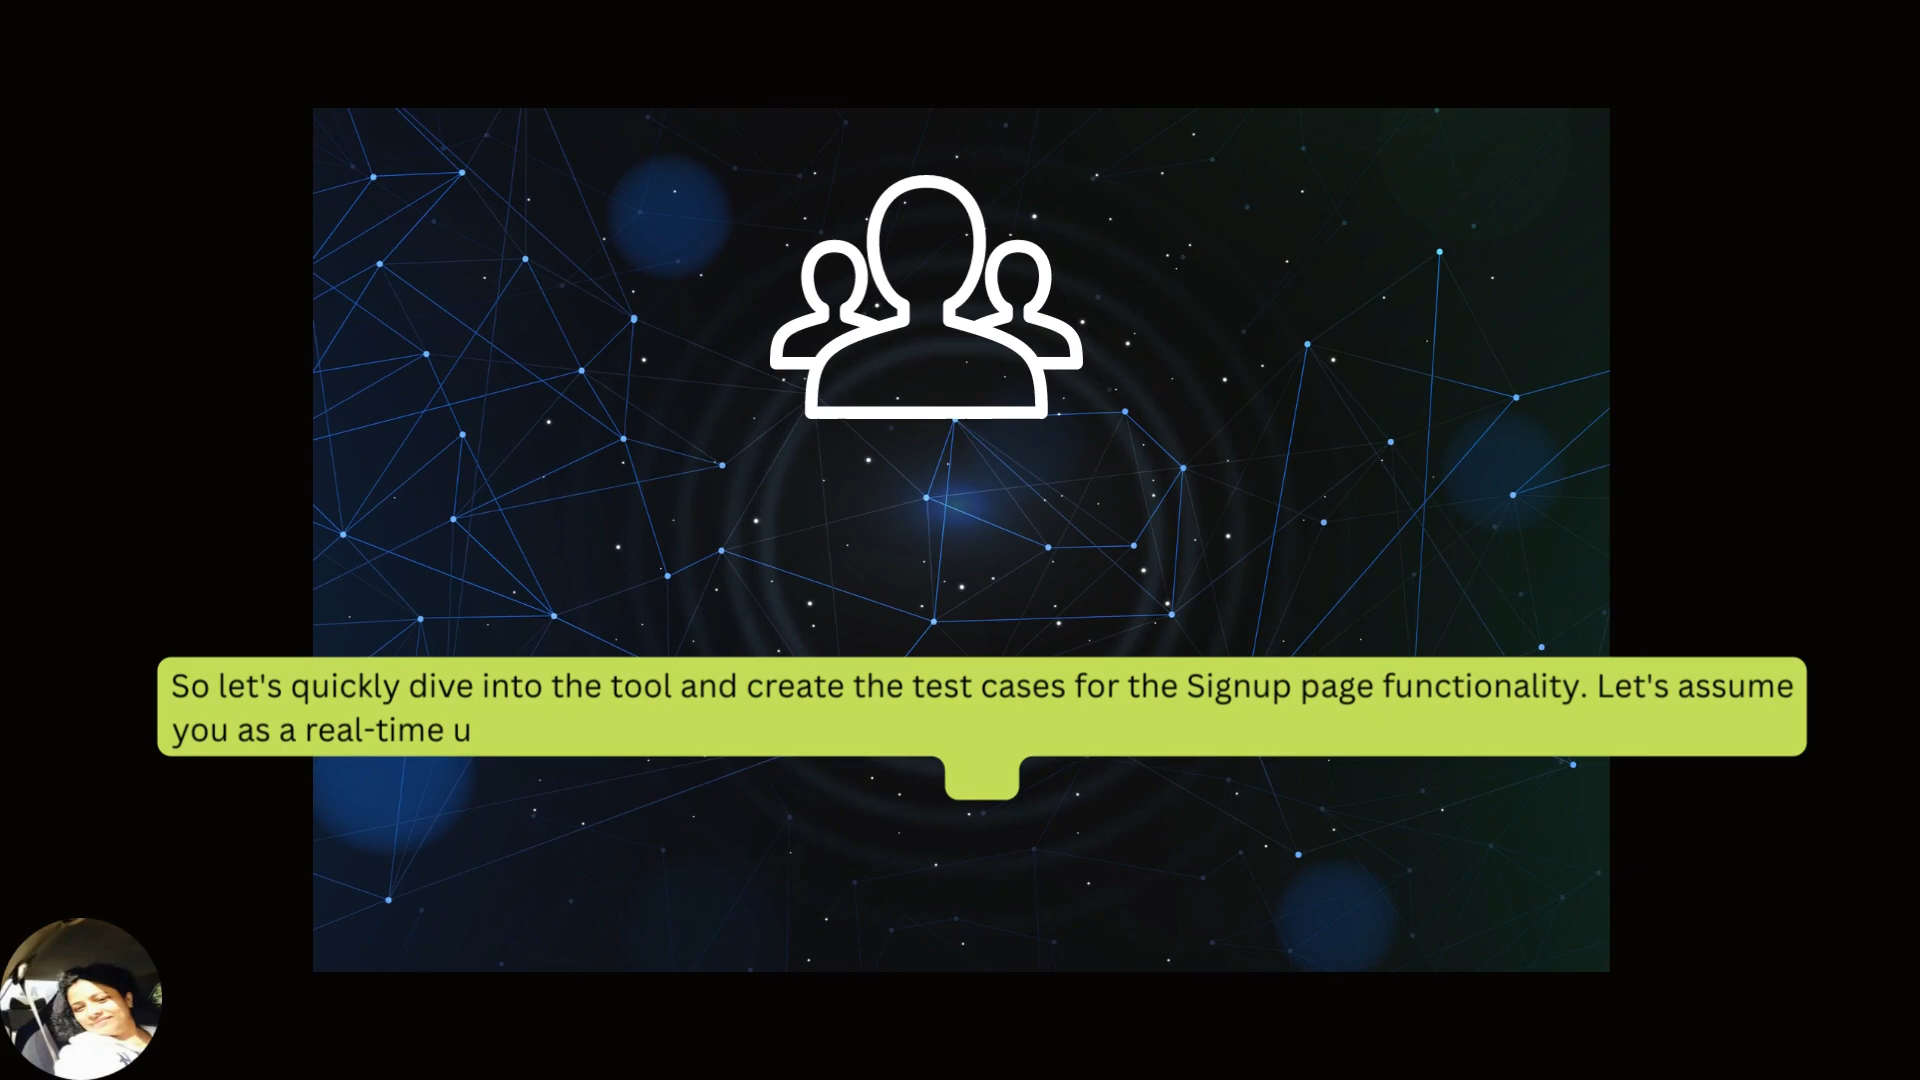 So let's quickly dive into the tool and create the test cases for the Signup page functionality. Let's assume
you as a real-time u